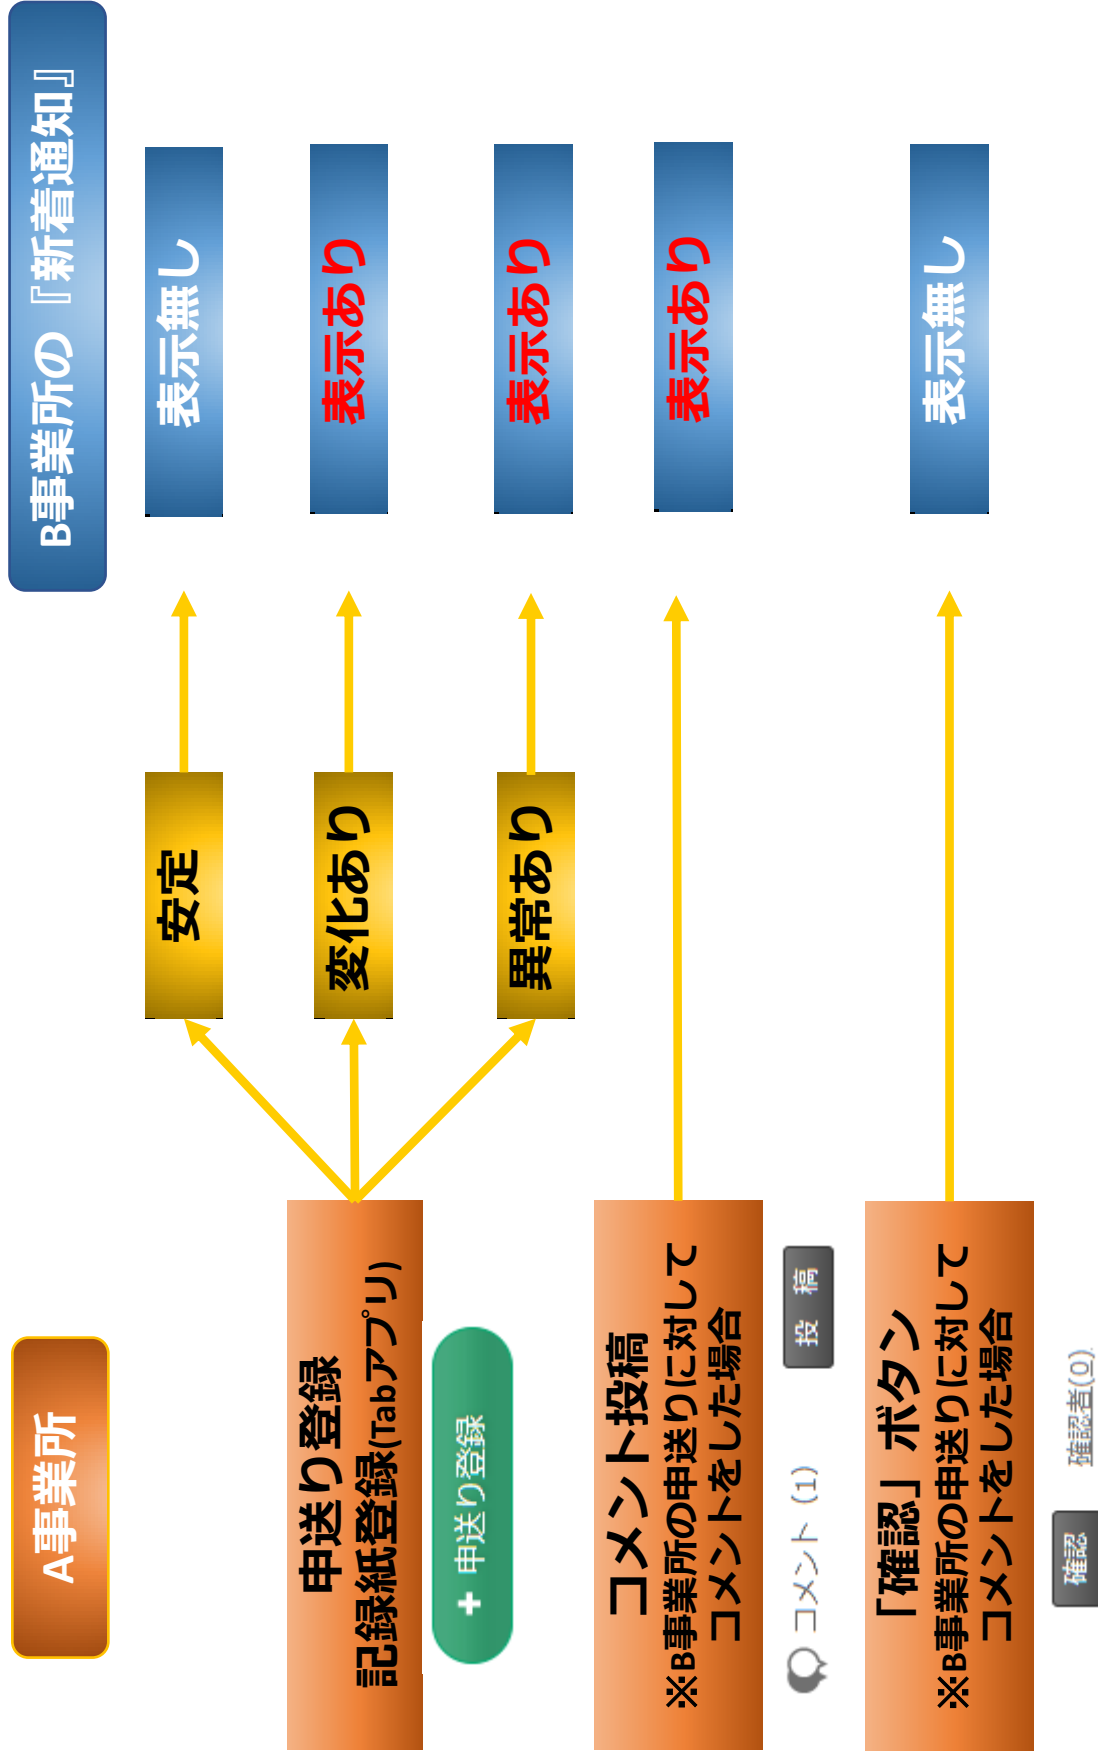 A事業所
B事業所の『新着通知』
申送り登録
記録紙登録(Tabアプリ)
+ 申送り登録
安定
表示無し
変化あり
表示あり
異常あり
表示あり
コメント投稿
※B事業所の申送りに対して
コメントをした場合
表示あり
コメント (1)
投 稿
「確認」ボタン
※B事業所の申送りに対して
コメントをした場合
表示無し
確認
確認者(0)